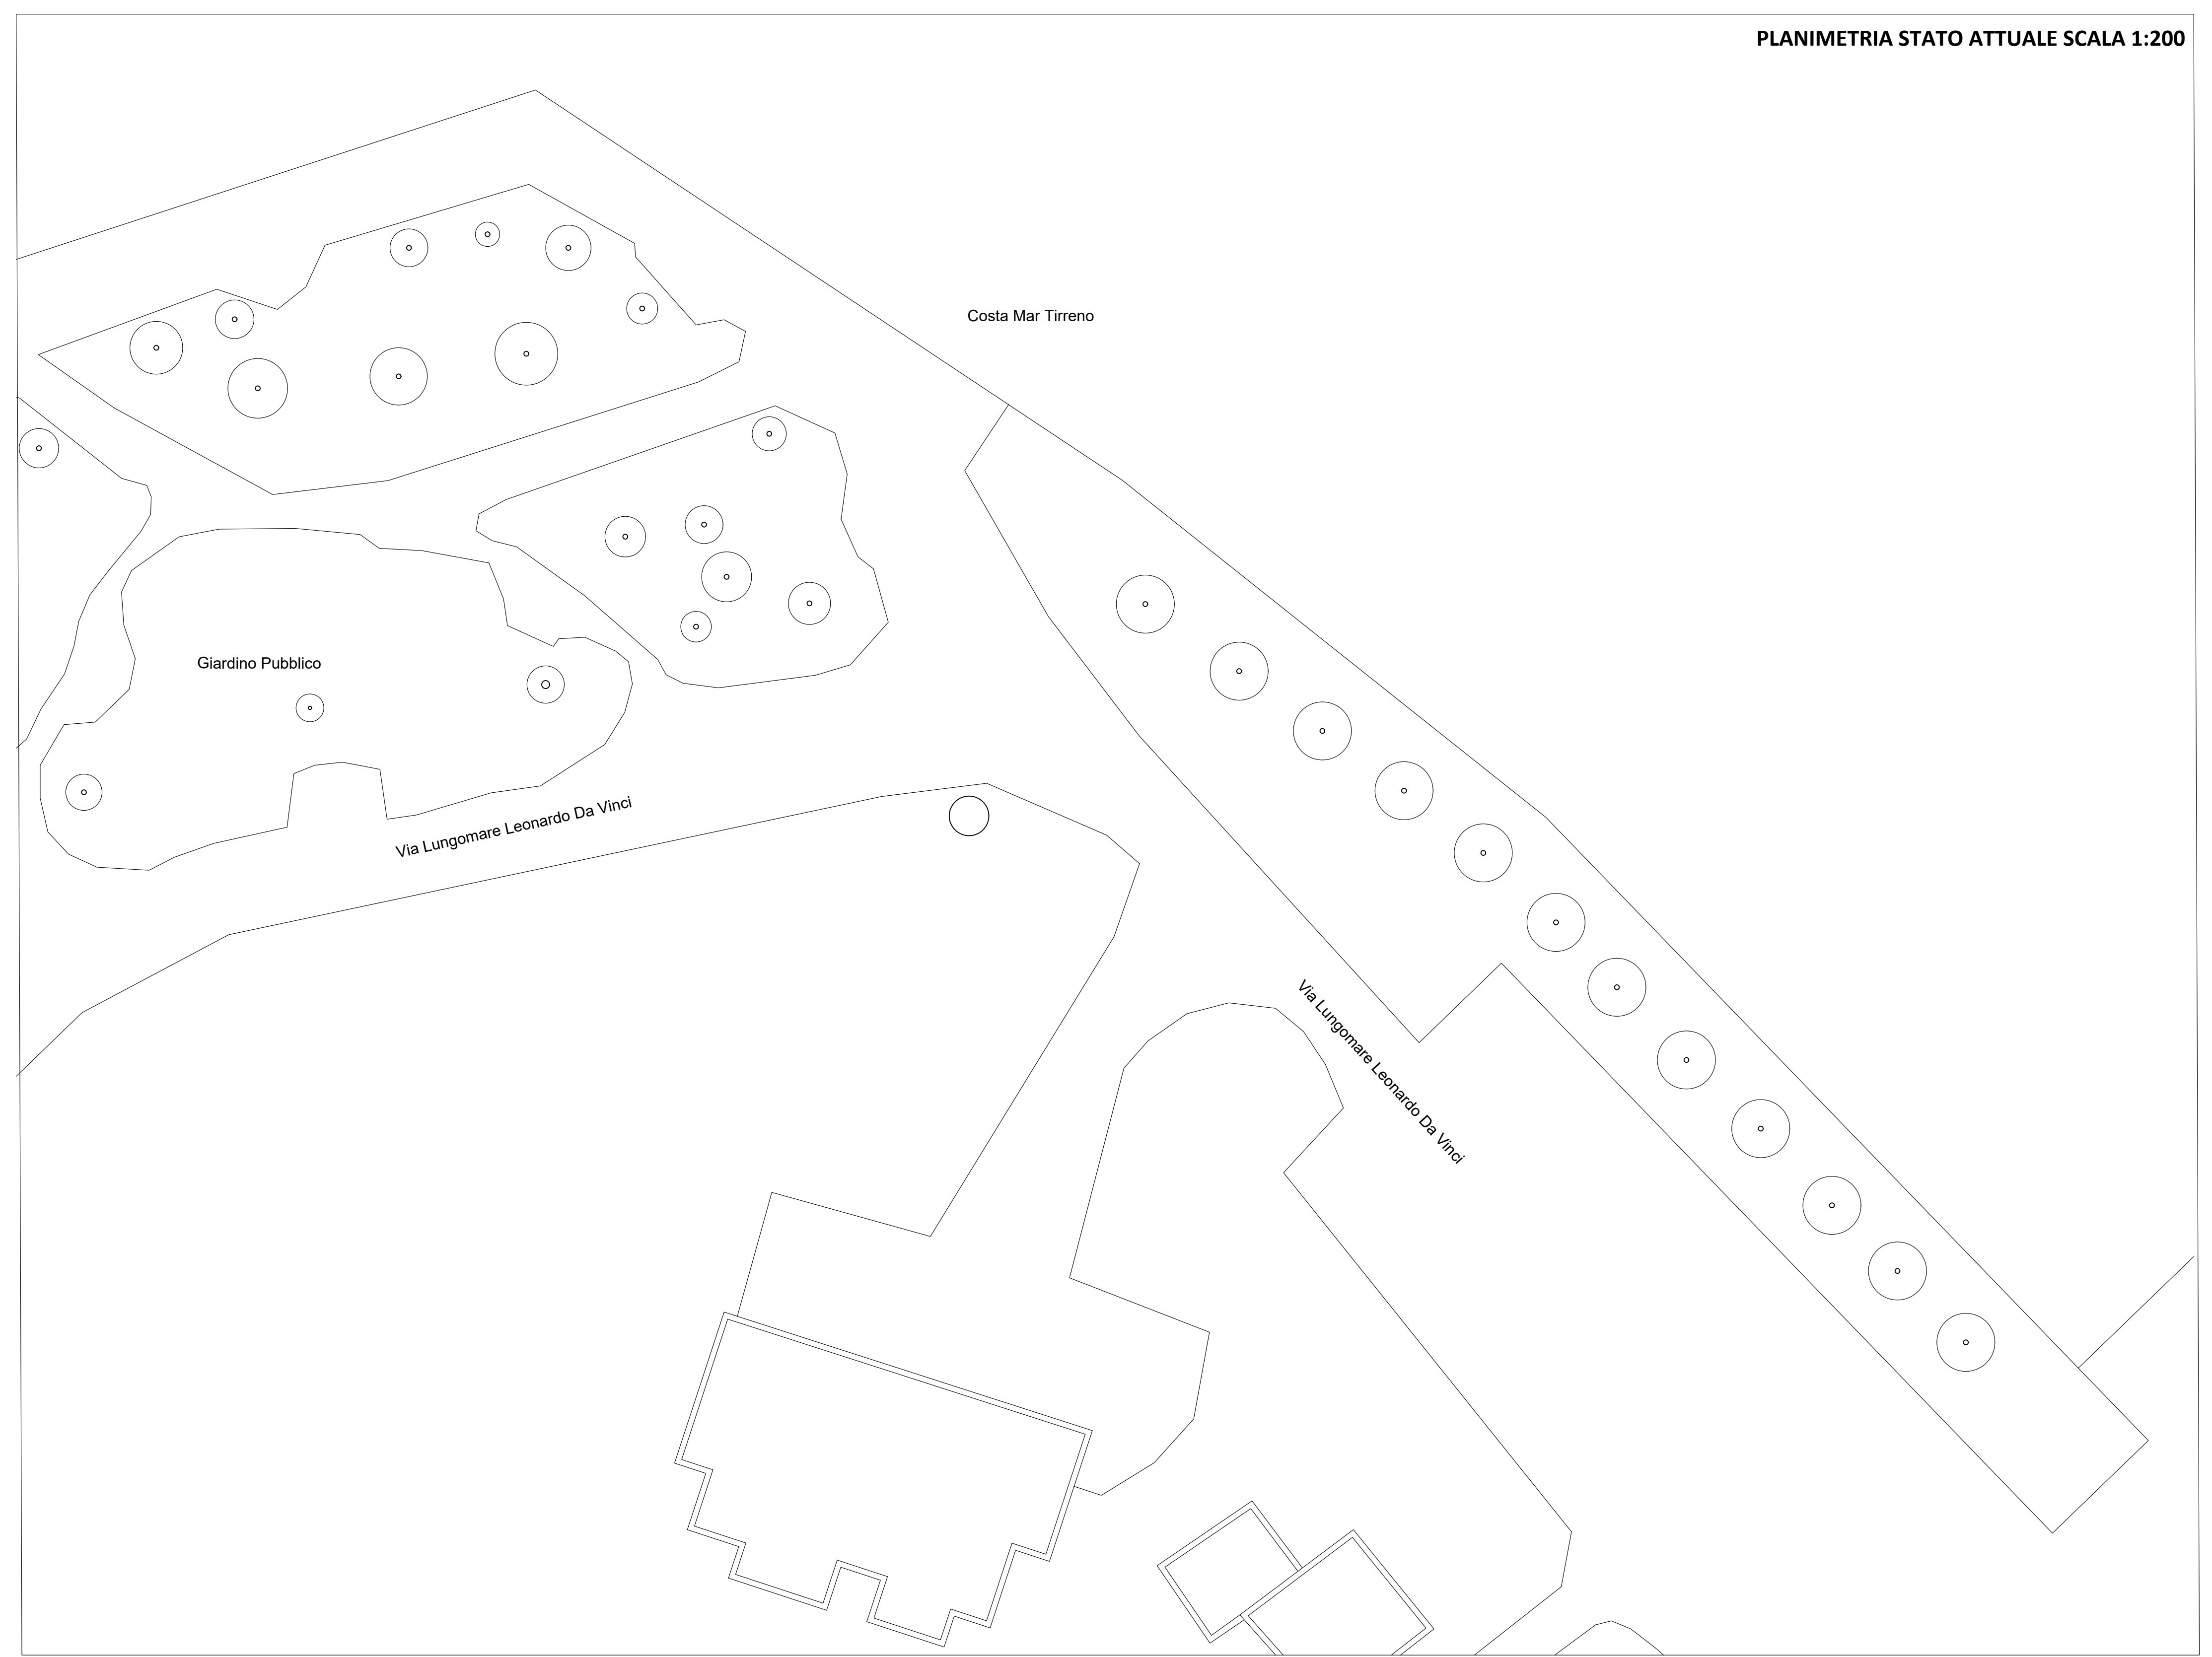 PLANIMETRIA STATO ATTUALE SCALA 1:200
Costa Mar Tirreno
Giardino Pubblico
Via Lungomare Leonardo Da Vinci
Via Lungomare Leonardo Da Vinci